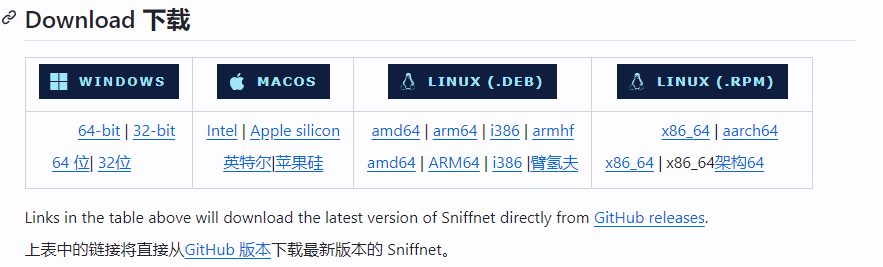 Download 下载
WINDOWS MACOS LINUX (.DEB) LINUX (.RPM)
64-bit | 32-bit Intel | Apple silicon amd64 | arm64 | i386 | armhf x86_64 | aarch64
64 位| 32位 英特尔|苹果硅 amd64 | ARM64 | i386 |臂氢夫 x86_64 | x86_64架构64
Links in the table above will download the latest version of Sniffnet directly from GitHub releases.
上表中的链接将直接从GitHub 版本下载最新版本的 Sniffnet。